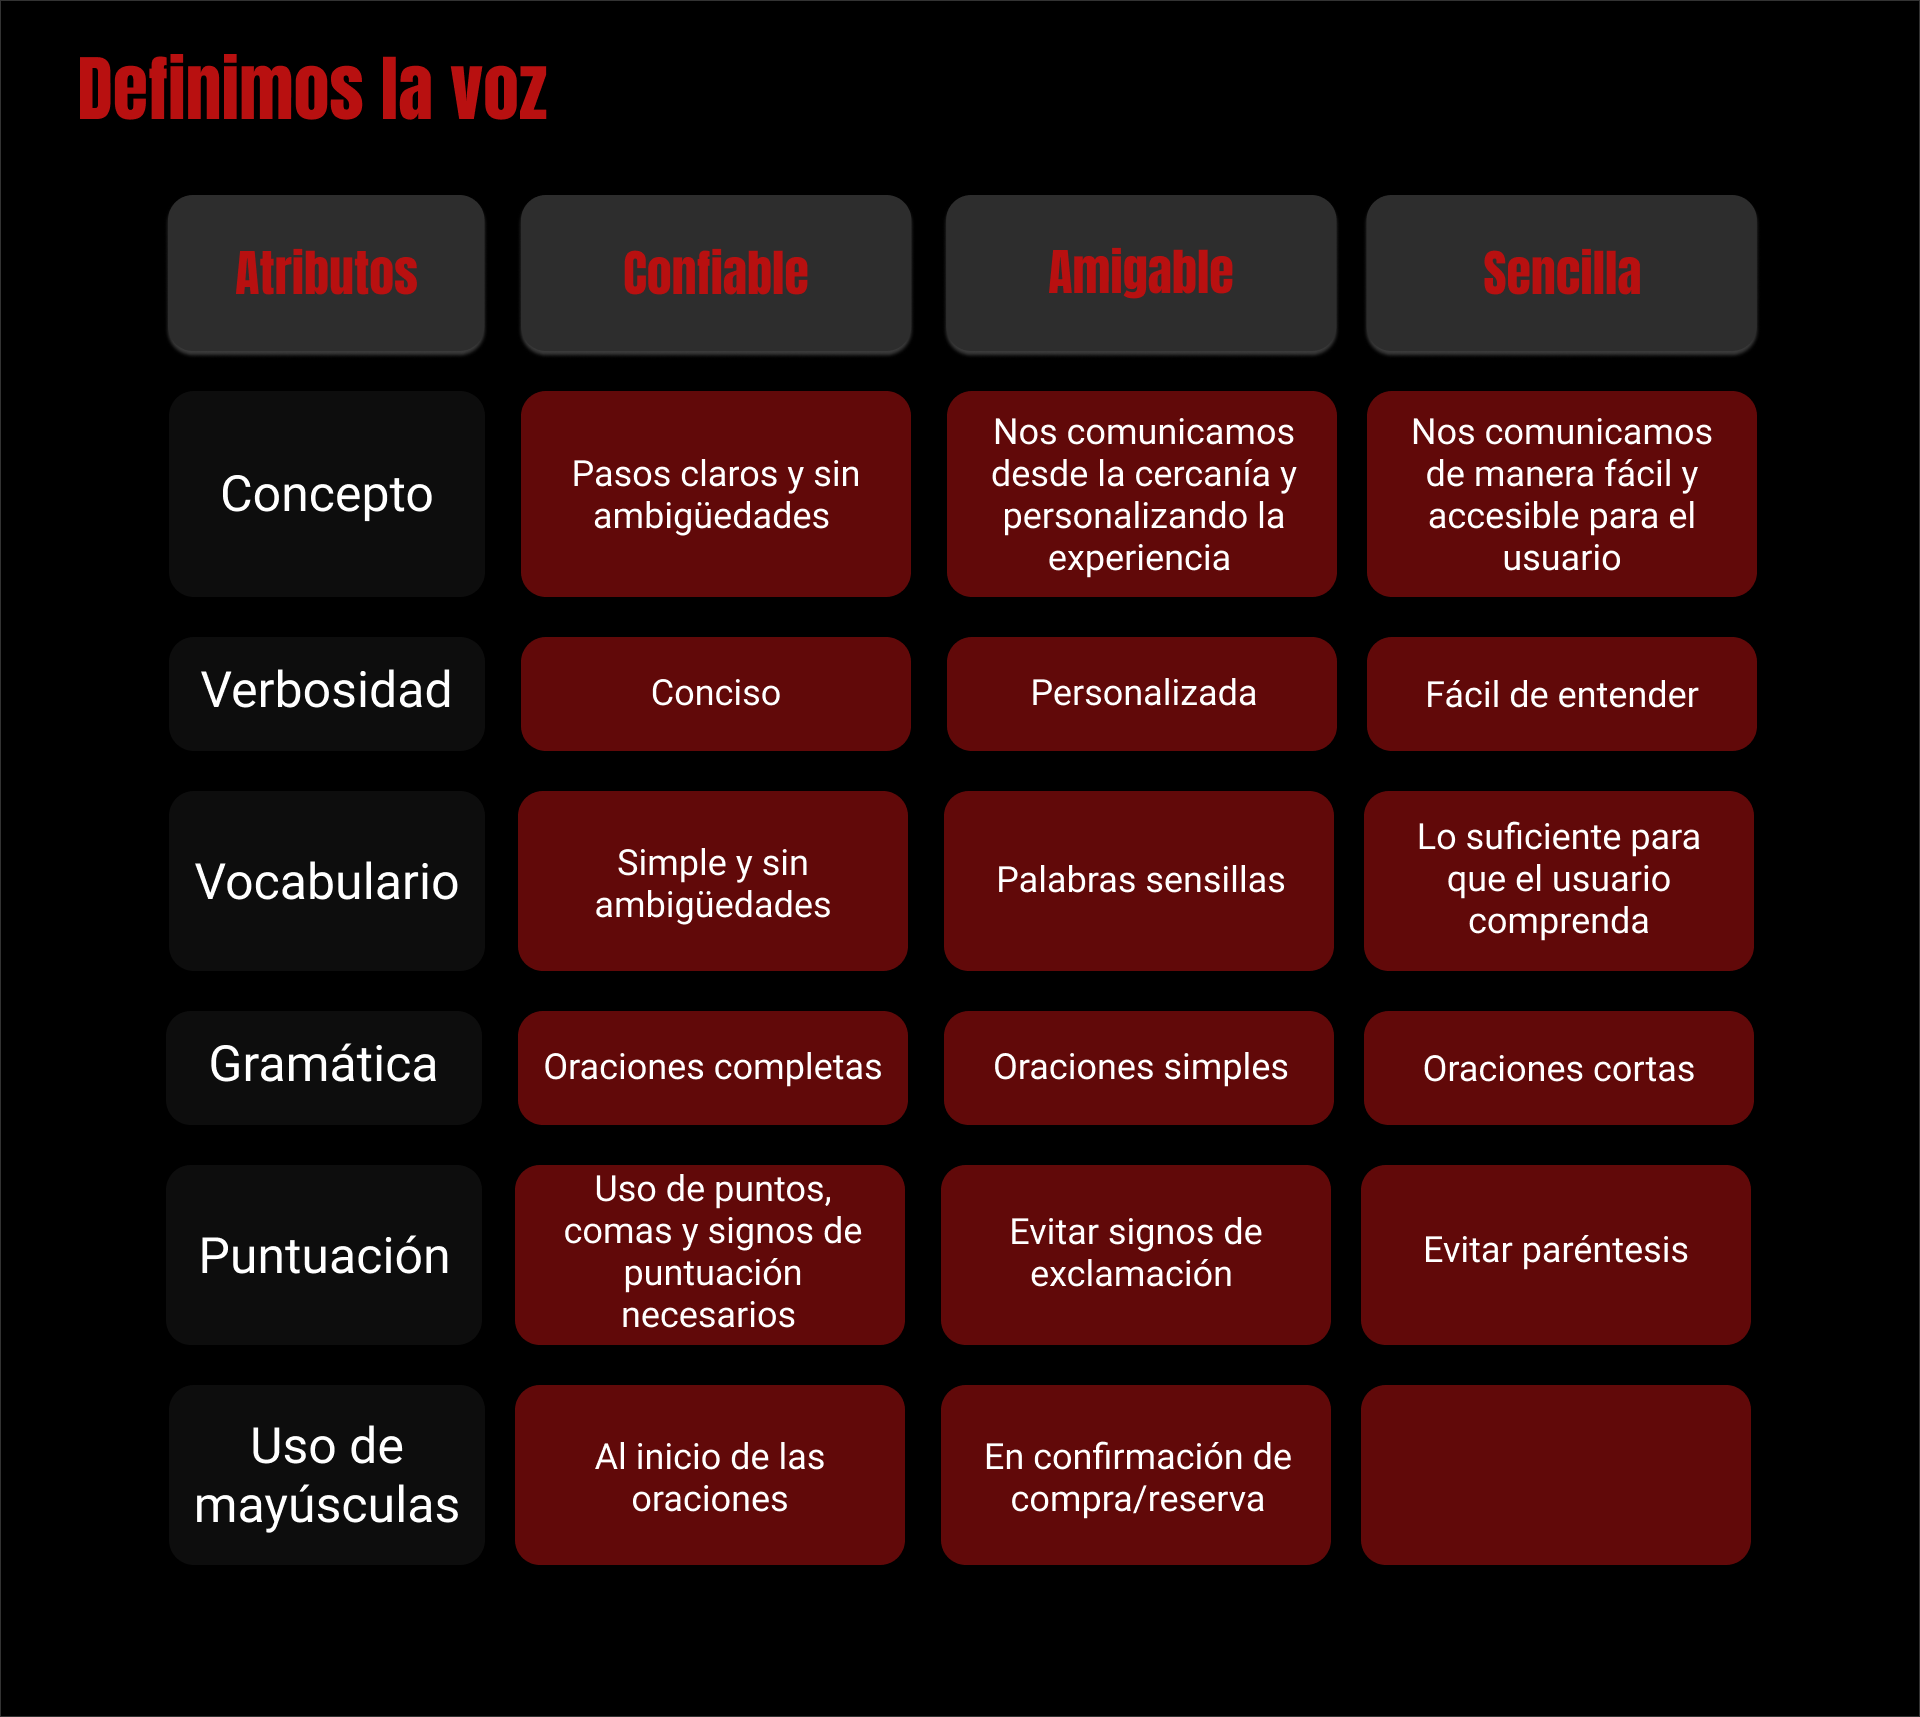 Definimos la voz
Atributos
Confiable
Amigable
Sencilla
Concepto
Pasos claros y sin
ambigüedades
Nos comunicamos
desde la cercanía y
personalizando la
experiencia
Nos comunicamos
de manera fácil y
accesible para el
usuario
Verbosidad
Conciso
Personalizada
Fácil de entender
Vocabulario
Simple y sin
ambigüedades
Palabras sensillas
Lo suficiente para
que el usuario
comprenda
Gramática
Oraciones completas
Oraciones simples
Oraciones cortas
Puntuación
Uso de puntos,
comas y signos de
puntuación
necesarios
Evitar signos de
exclamación
Evitar paréntesis
Uso de
mayúsculas
Al inicio de las
oraciones
En confirmación de
compra/reserva